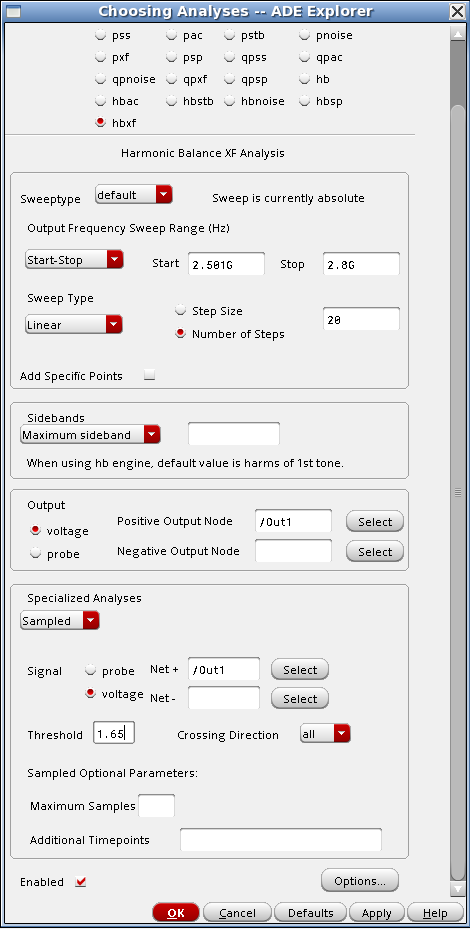 Choosing Analyses -- ADE Explorer
pss pac pstb pnoise
pxf psp qpss qpac
qpnoise qpxf qpsp hb
hbac hbstb hbnoise hbsp
hbxf
Harmonic Balance XF Analysis
Sweeptype default Sweep is currently absolute
Output Frequency Sweep Range (Hz)
Start-Stop Start 2.501G Stop 2.8G
Sweep Type
Linear
Step Size
Number of Steps
20
Add Specific Points
Sidebands
Maximum sideband
When using hb engine, default value is harms of 1st tone.
Output
voltage
probe
Positive Output Node /Out1 Select
Negative Output Node Select
Specialized Analyses
Sampled
Signal
probe
voltage
Net + /Out1 Select
Net - Select
Threshold 1.65 Crossing Direction all
Sampled Optional Parameters:
Maximum Samples
Additional Timepoints
Enabled Options...
OK Cancel Defaults Apply Help